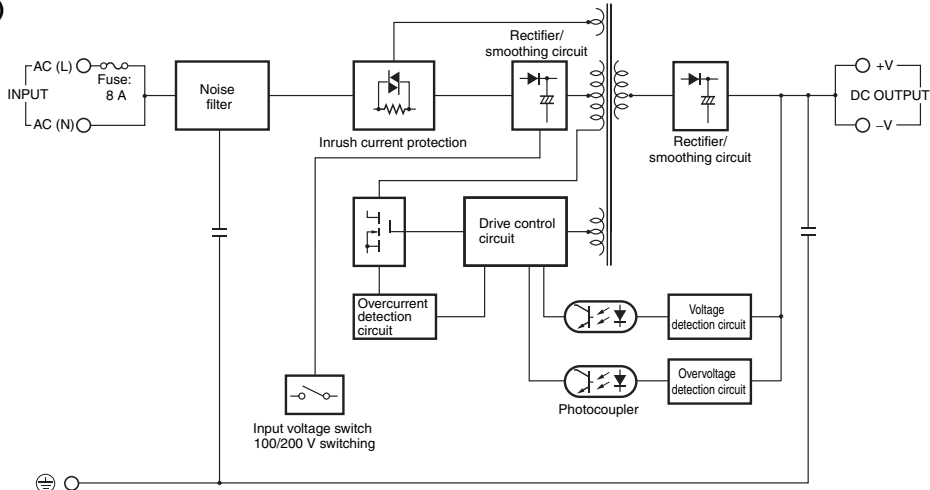 )
AC (L)
Fuse:
8 A
INPUT
AC (N)
Noise
filter
Inrush current protection
Rectifier/
smoothing circuit
Rectifier/
smoothing circuit
+V
DC OUTPUT
–V
Drive control
circuit
Overcurrent
detection
circuit
Voltage
detection circuit
Overvoltage
detection circuit
Photocoupler
Input voltage switch
100/200 V switching